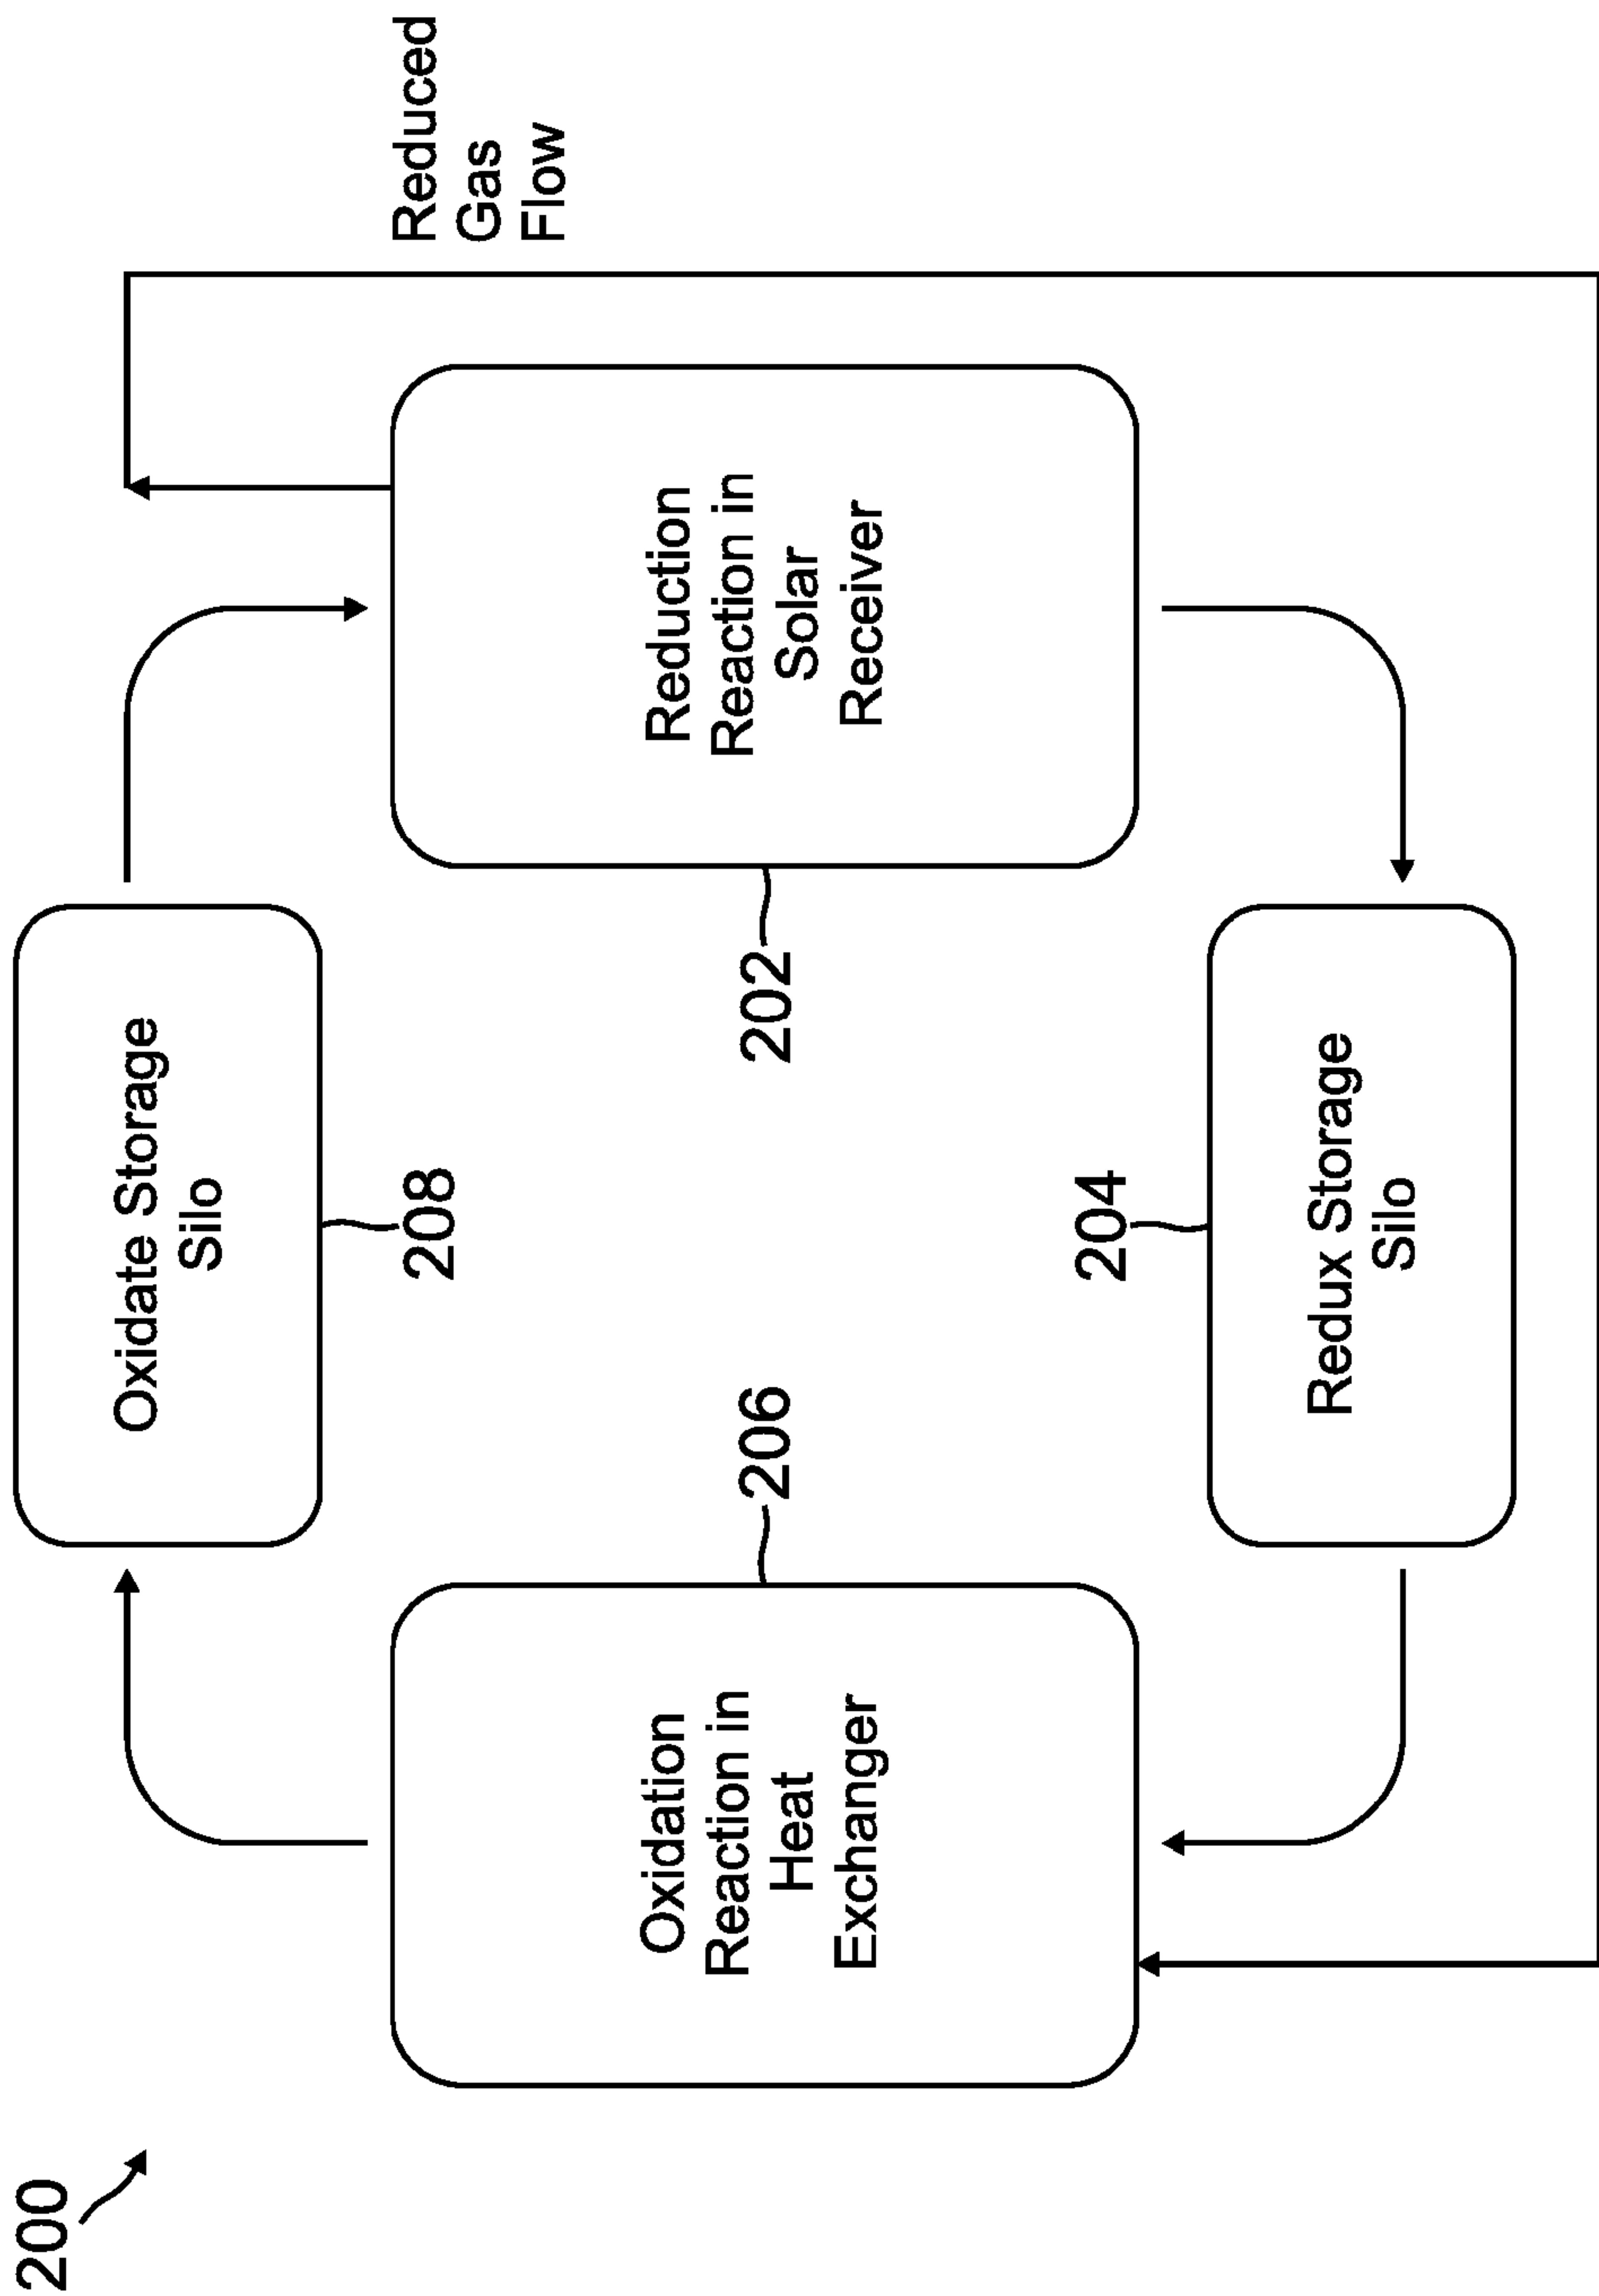 200
Oxidate Storage
Silo
208
Reduced
Gas
Flow
Oxidation
Reaction in
Heat
Exchanger
206
202
Reduction
Reaction in
Solar
Receiver
204
Redux Storage
Silo